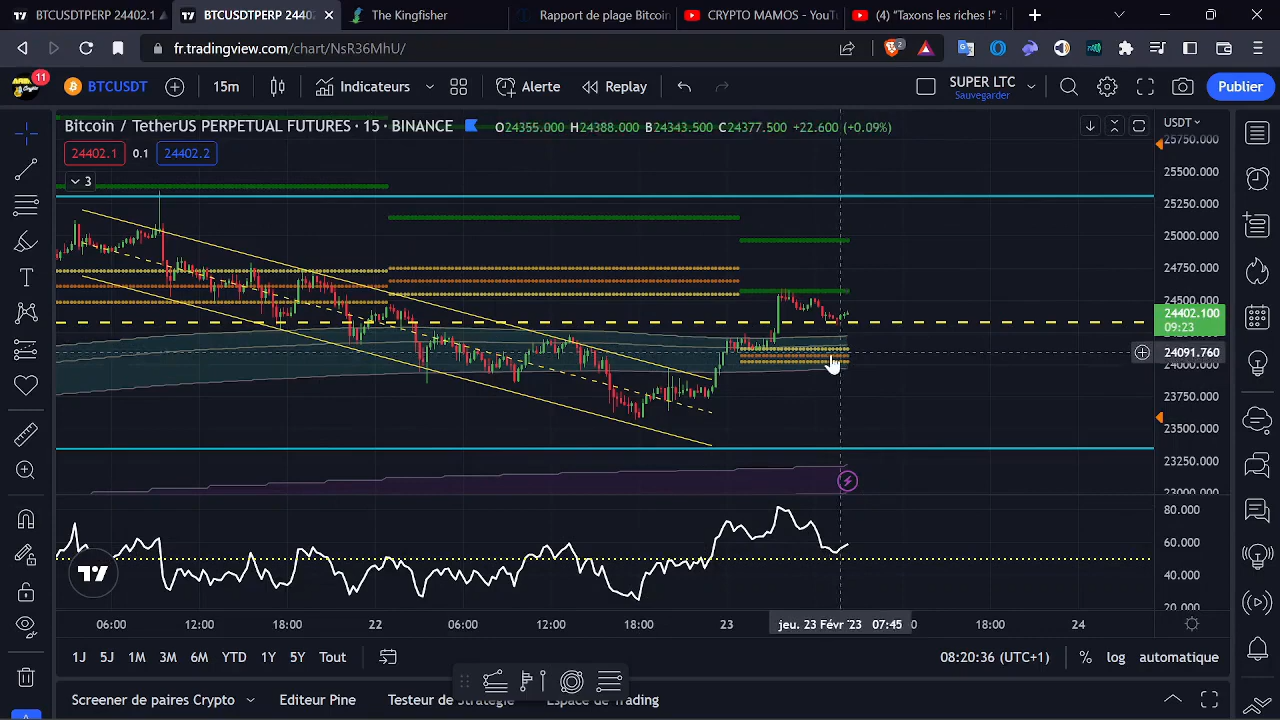 BTCUSDTPERP 24402.1
BTCUSDTPERP 2440
The Kingfisher
Rapport de plage Bitcoin
CRYPTO MAMOS - YouTu
(4) “Taxons les riches !” :
fr.tradingview.com/chart/NsR36MhU/
2
11
BTCUSDT
15m
Indicateurs
Alerte
Replay
SUPER LTC
Sauvegarder
Publier
Bitcoin / TetherUS PERPETUAL FUTURES · 15 · BINANCE
O24355.000 H24388.000 B24343.500 C24377.500 +22.600 (+0.09%)
24402.1
0.1
24402.2
3
USDT
25750.000
25500.000
25250.000
25000.000
24750.000
24500.000
24402.100
09:23
24091.760
24000.000
23750.000
23500.000
23250.000
23000.000
80.000
60.000
40.000
20.000
06:00
12:00
18:00
22
06:00
12:00
18:00
23
jeu. 23 Févr '23 07:45
18:00
24
1J
5J
1M
3M
6M
YTD
1Y
5Y
Tout
08:20:36 (UTC+1)
%
log
automatique
Screener de paires Crypto
Editeur Pine
Testeur de Stratégie
Espace de Trading